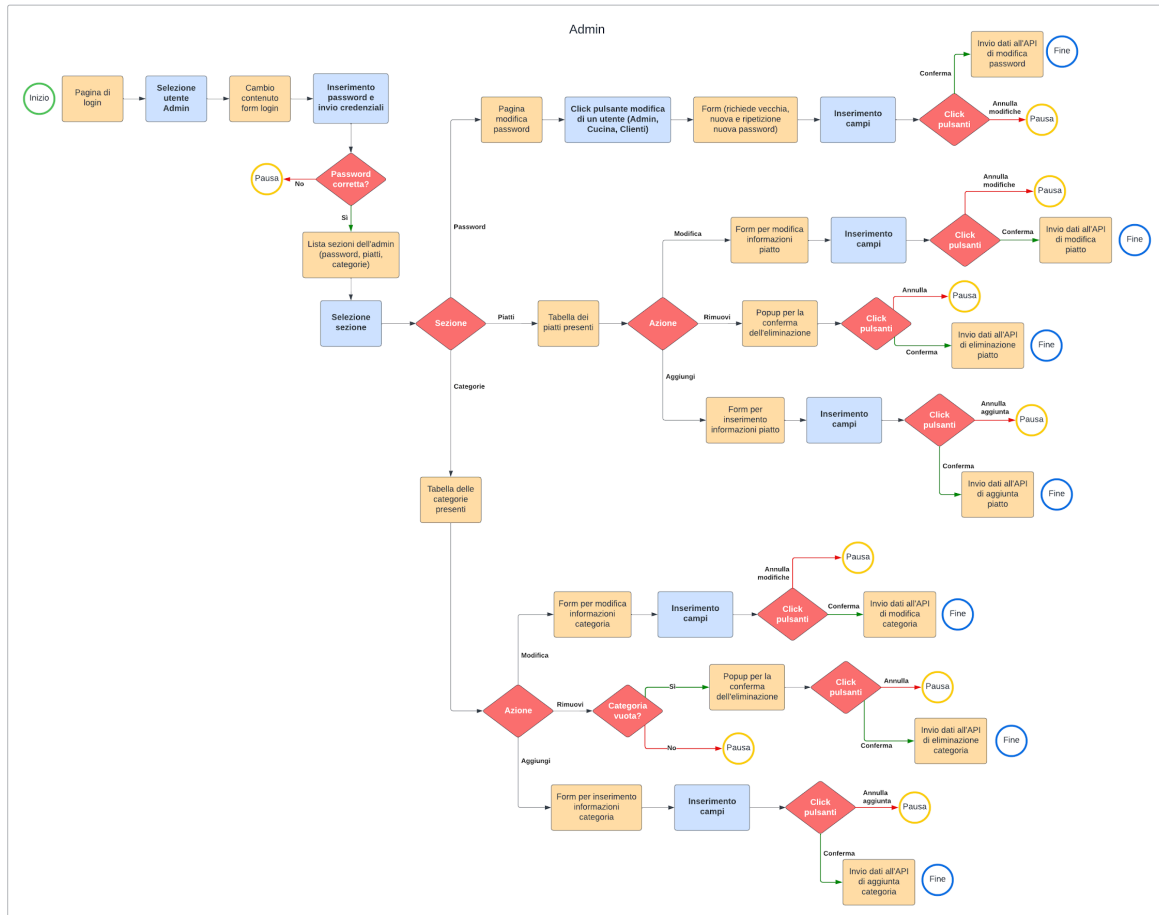 Admin
Inizio
Pagina di
login
Selezione
utente
Admin
Cambio
contenuto
form login
Inserimento
password e
invio credenziali
Password
corretta?
No
Pausa
Sì
Lista sezioni dell'admin
(password, piatti,
categorie)
Selezione
sezione
Sezione
Password
Pagina
modifica
password
Click pulsante modifica
di un utente (Admin,
Cucina, Clienti)
Form (richiede vecchia,
nuova e ripetizione
nuova password)
Inserimento
campi
Click
pulsanti
Conferma
Invio dati all'API
di modifica
password
Fine
Annulla
modifiche
Pausa
Piatti
Tabella dei
piatti presenti
Azione
Modifica
Form per modifica
informazioni
piatto
Inserimento
campi
Click
pulsanti
Annulla
modifiche
Pausa
Conferma
Invio dati all'API
di modifica
piatto
Fine
Rimuovi
Popup per la
conferma
dell'eliminazione
Click
pulsanti
Annulla
Pausa
Conferma
Invio dati all'API
di eliminazione
piatto
Fine
Aggiungi
Form per
inserimento
informazioni piatto
Inserimento
campi
Click
pulsanti
Annulla
aggiunta
Pausa
Conferma
Invio dati all'API
di aggiunta
piatto
Fine
Categorie
Tabella delle
categorie
presenti
Azione
Modifica
Form per modifica
informazioni
categoria
Inserimento
campi
Click
pulsanti
Annulla
modifiche
Pausa
Conferma
Invio dati all'API
di modifica
categoria
Fine
Rimuovi
Categoria
vuota?
Sì
Popup per la
conferma
dell'eliminazione
Click
pulsanti
Annulla
Pausa
Conferma
Invio dati all'API
di eliminazione
categoria
Fine
No
Pausa
Aggiungi
Form per inserimento
informazioni
categoria
Inserimento
campi
Click
pulsanti
Annulla
aggiunta
Pausa
Conferma
Invio dati all'API
di aggiunta
categoria
Fine